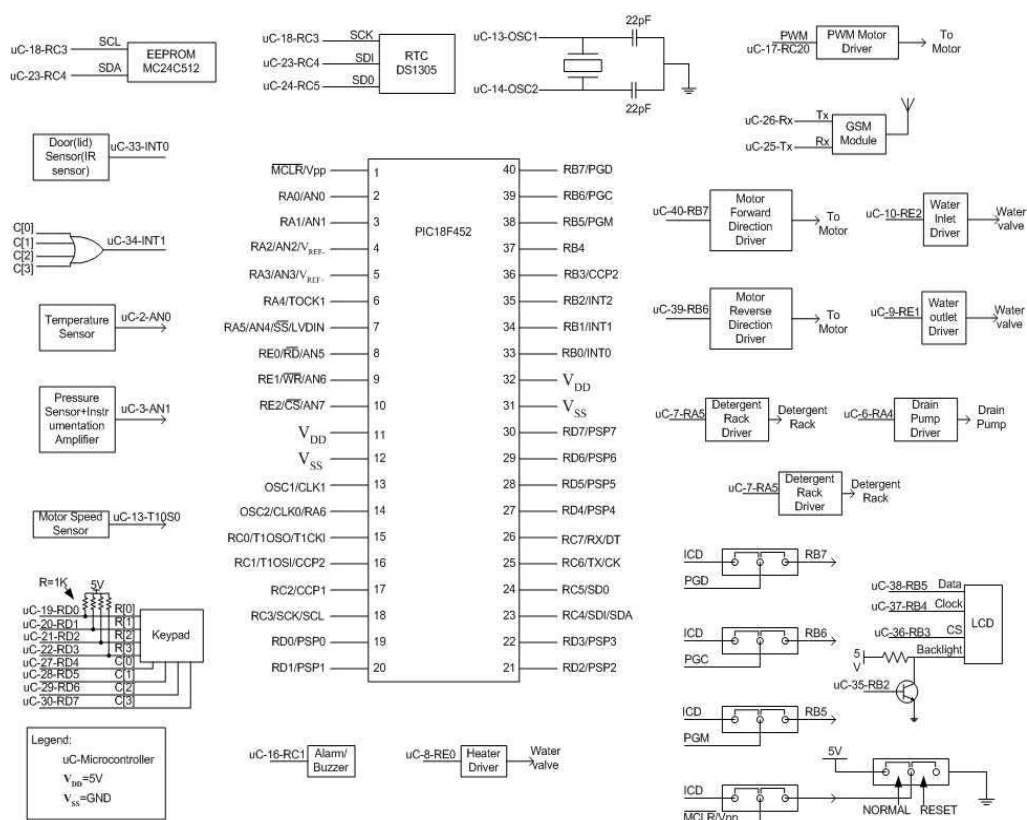 uC-18-RC3 SCL
uC-23-RC4 SDA
EEPROM
MC24C512
uC-18-RC3 SCK
uC-23-RC4 SDI
uC-24-RC5 SD0
RTC
DS1305
22pF
uC-13-OSC1
uC-14-OSC2
22pF
PWM
uC-17-RC20
PWM Motor
Driver
To
Motor
uC-26-Rx Tx
uC-25-Tx Rx
GSM
Module
Door(lid)
Sensor(IR
sensor)
uC-33-INT0
C[0]
C[1]
C[2]
C[3]
uC-34-INT1
Temperature
Sensor
uC-2-AN0
Pressure
Sensor+Instr
umentation
Amplifier
uC-3-AN1
Motor Speed
Sensor
uC-13-T10S0
PIC18F452
MCLR/Vpp 1
RA0/AN0 2
RA1/AN1 3
RA2/AN2/VREF- 4
RA3/AN3/VREF- 5
RA4/TOCK1 6
RA5/AN4/SS/LVDIN 7
RE0/RD/AN5 8
RE1/WR/AN6 9
RE2/CS/AN7 10
VDD 11
VSS 12
OSC1/CLK1 13
OSC2/CLK0/RA6 14
RC0/T1OSO/T1CKI 15
RC1/T1OSI/CCP2 16
RC2/CCP1 17
RC3/SCK/SCL 18
RD0/PSP0 19
RD1/PSP1 20
40 RB7/PGD
39 RB6/PGC
38 RB5/PGM
37 RB4
36 RB3/CCP2
35 RB2/INT2
34 RB1/INT1
33 RB0/INT0
32 VDD
31 VSS
30 RD7/PSP7
29 RD6/PSP6
28 RD5/PSP5
27 RD4/PSP4
26 RC7/RX/DT
25 RC6/TX/CK
24 RC5/SD0
23 RC4/SDI/SDA
22 RD3/PSP3
21 RD2/PSP2
uC-40-RB7
Motor
Forward
Direction
Driver
To
Motor
uC-10-RE2
Water
Inlet
Driver
Water
valve
uC-39-RB6
Motor
Reverse
Direction
Driver
To
Motor
uC-9-RE1
Water
outlet
Driver
Water
valve
uC-7-RA5
Detergent
Rack
Driver
Detergent
Rack
uC-6-RA4
Drain
Pump
Driver
Drain
Pump
uC-7-RA5
Detergent
Rack
Driver
Detergent
Rack
R=1K
5V
uC-19-RD0 R[0]
uC-20-RD1 R[1]
uC-21-RD2 R[2]
uC-22-RD3 R[3]
uC-27-RD4 C[0]
uC-28-RD5 C[1]
uC-29-RD6 C[2]
uC-30-RD7 C[3]
Keypad
ICD RB7
PGD
ICD RB6
PGC
ICD RB5
PGM
ICD
MCLR/Vpp
5V
NORMAL RESET
uC-38-RB5 Data
uC-37-RB4 Clock
uC-36-RB3 CS
Backlight
LCD
5
V
uC-35-RB2
Legend:
uC-Microcontroller
VDD=5V
VSS=GND
uC-16-RC1
Alarm/
Buzzer
uC-8-RE0
Heater
Driver
Water
valve